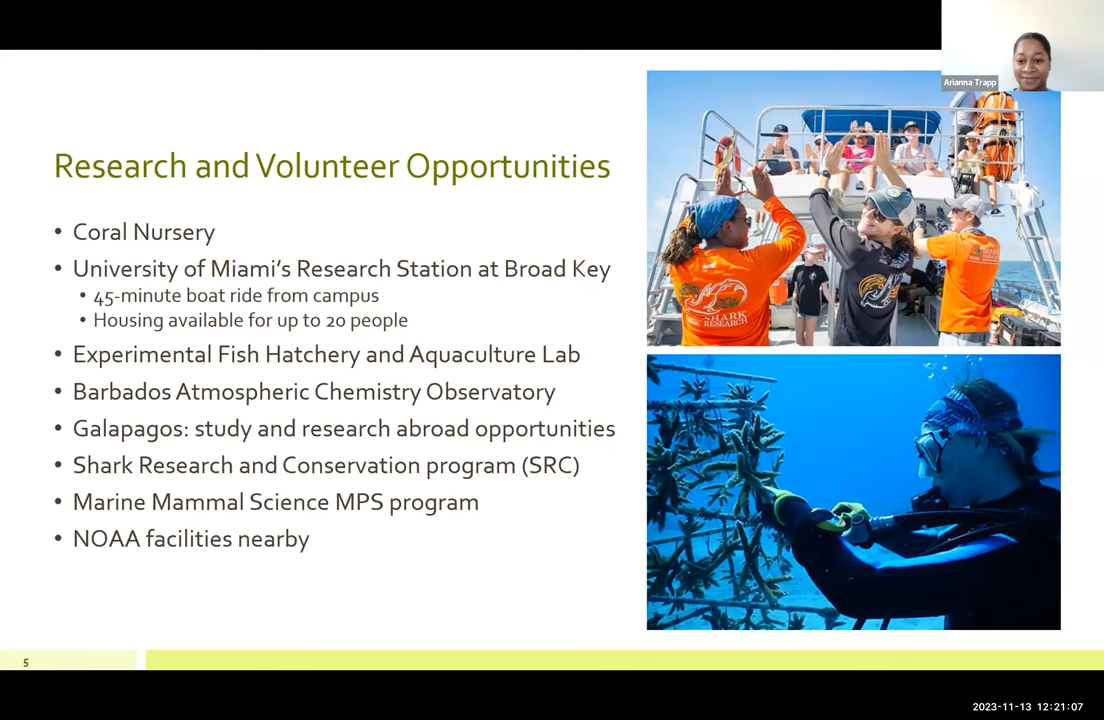 Arianna Trapp
Research and Volunteer Opportunities
• Coral Nursery
• University of Miami’s Research Station at Broad Key
• 45-minute boat ride from campus
• Housing available for up to 20 people
• Experimental Fish Hatchery and Aquaculture Lab
• Barbados Atmospheric Chemistry Observatory
• Galapagos: study and research abroad opportunities
• Shark Research and Conservation program (SRC)
• Marine Mammal Science MPS program
• NOAA facilities nearby
SHARK
RESEARCH
5
2023-11-13 12:21:07